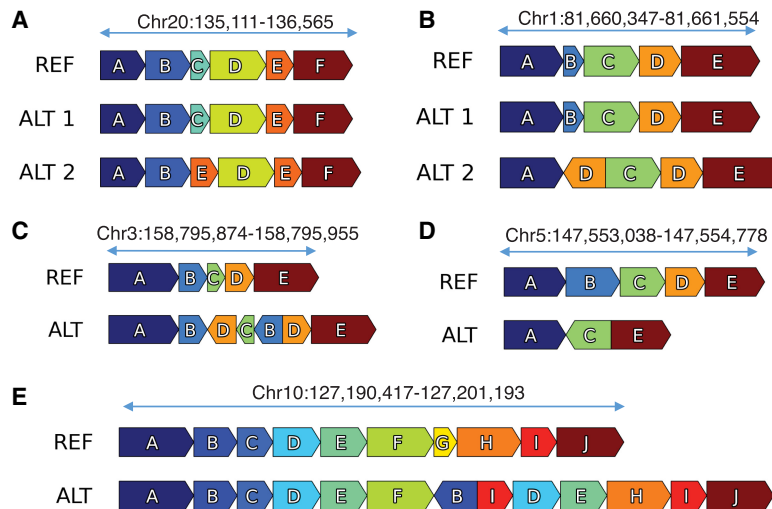 A
Chr20:135,111-136,565
REF A B C D E F
ALT 1 A B C D E F
ALT 2 A B E D E F
B
Chr1:81,660,347-81,661,554
REF A B C D E
ALT 1 A B C D E
ALT 2 A D C D E
C
Chr3:158,795,874-158,795,955
REF A B C D E
ALT A B D C B D E
D
Chr5:147,553,038-147,554,778
REF A B C D E
ALT A C E
E
Chr10:127,190,417-127,201,193
REF A B C D E F G H I J
ALT A B C D E F B I D E H I J